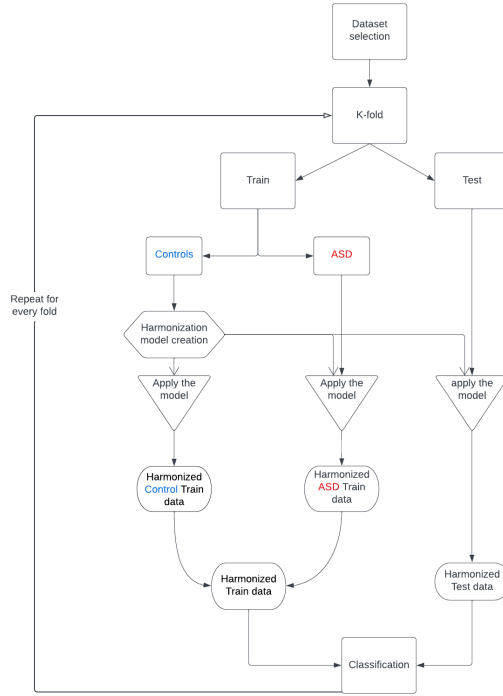 Dataset
selection
K-fold
Train
Test
Controls
ASD
Repeat for
every fold
Harmonization
model creation
Apply the
model
Apply the
model
apply the
model
Harmonized
Control Train
data
Harmonized
ASD Train
data
Harmonized
Train data
Harmonized
Test data
Classification